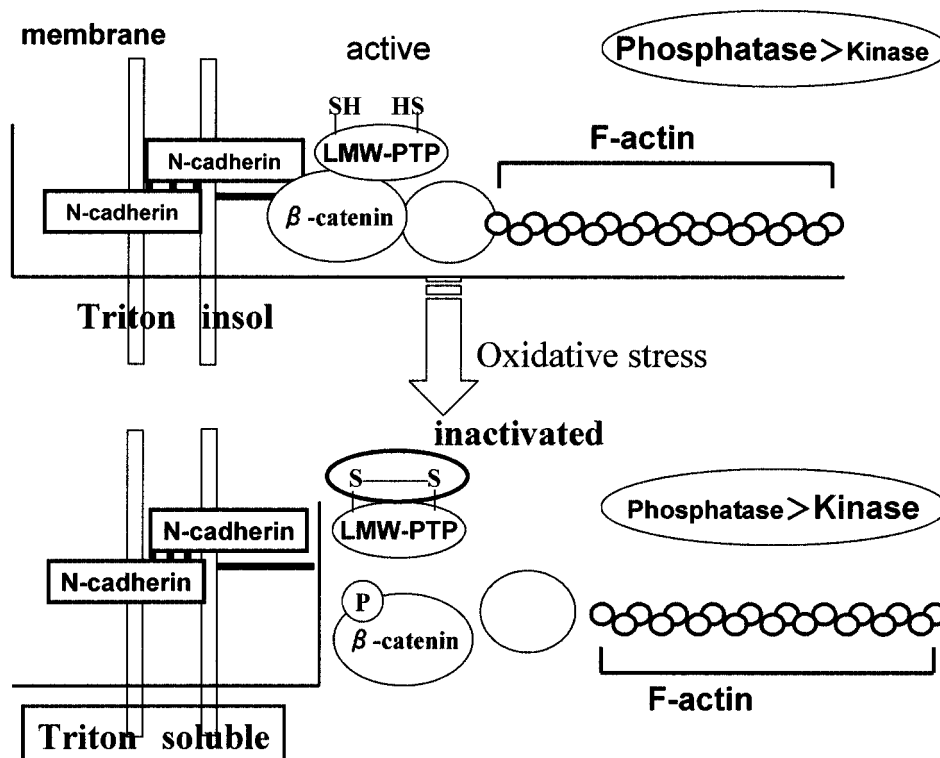 membrane
active
Phosphatase > Kinase
SH HS
LMW-PTP
F-actin
N-cadherin
N-cadherin
β-catenin
Triton insol
Oxidative stress
inactivated
S S
N-cadherin
LMW-PTP
Phosphatase > Kinase
N-cadherin
P
β-catenin
F-actin
Triton soluble